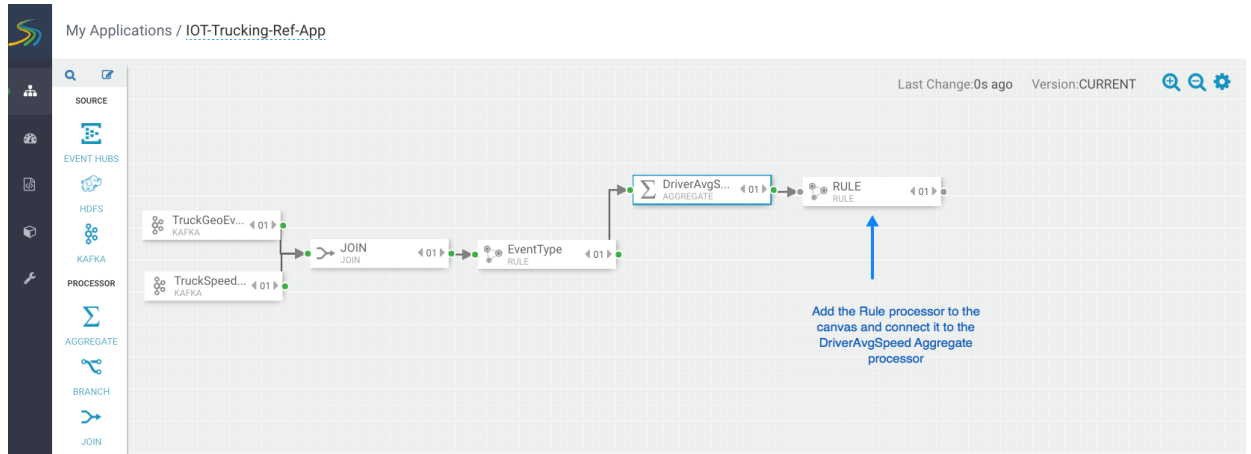 My Applications / IOT-Trucking-Ref-App
Last Change:0s ago Version:CURRENT
SOURCE
EVENT HUBS
HDFS
KAFKA
PROCESSOR
AGGREGATE
BRANCH
JOIN
TruckGeoEv... 01
KAFKA
TruckSpeed... 01
KAFKA
JOIN 01
JOIN
EventType 01
RULE
DriverAvgS... 01
AGGREGATE
RULE 01
RULE
Add the Rule processor to the
canvas and connect it to the
DriverAvgSpeed Aggregate
processor